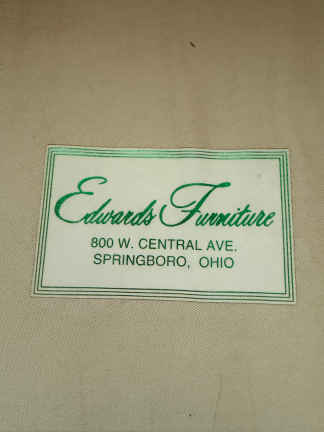 Edwards Furniture
800 W. CENTRAL AVE.
SPRINGBORO, OHIO